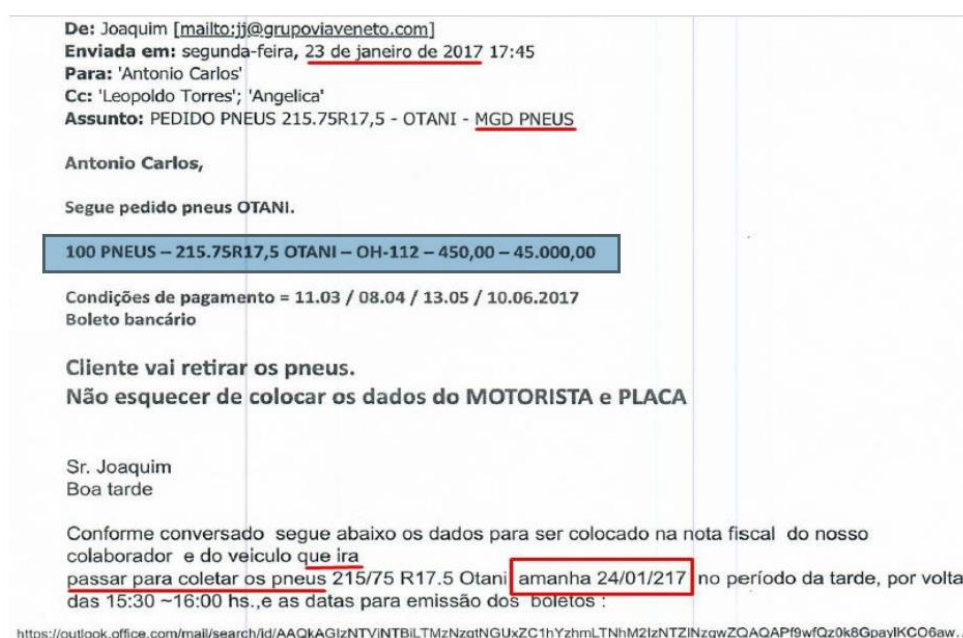 De: Joaquim [mailto:jj@grupoviaveneto.com]
Enviada em: segunda-feira, 23 de janeiro de 2017 17:45
Para: 'Antonio Carlos'
Cc: 'Leopoldo Torres'; 'Angelica'
Assunto: PEDIDO PNEUS 215.75R17,5 - OTANI - MGD PNEUS
Antonio Carlos,
Segue pedido pneus OTANI.
100 PNEUS – 215.75R17,5 OTANI – OH-112 – 450,00 – 45.000,00
Condições de pagamento = 11.03 / 08.04 / 13.05 / 10.06.2017
Boleto bancário
Cliente vai retirar os pneus.
Não esquecer de colocar os dados do MOTORISTA e PLACA
Sr. Joaquim
Boa tarde
Conforme conversado segue abaixo os dados para ser colocado na nota fiscal do nosso
colaborador e do veiculo que ira
passar para coletar os pneus 215/75 R17.5 Otani amanha 24/01/217 no período da tarde, por volta
das 15:30 ~16:00 hs.,e as datas para emissão dos boletos :